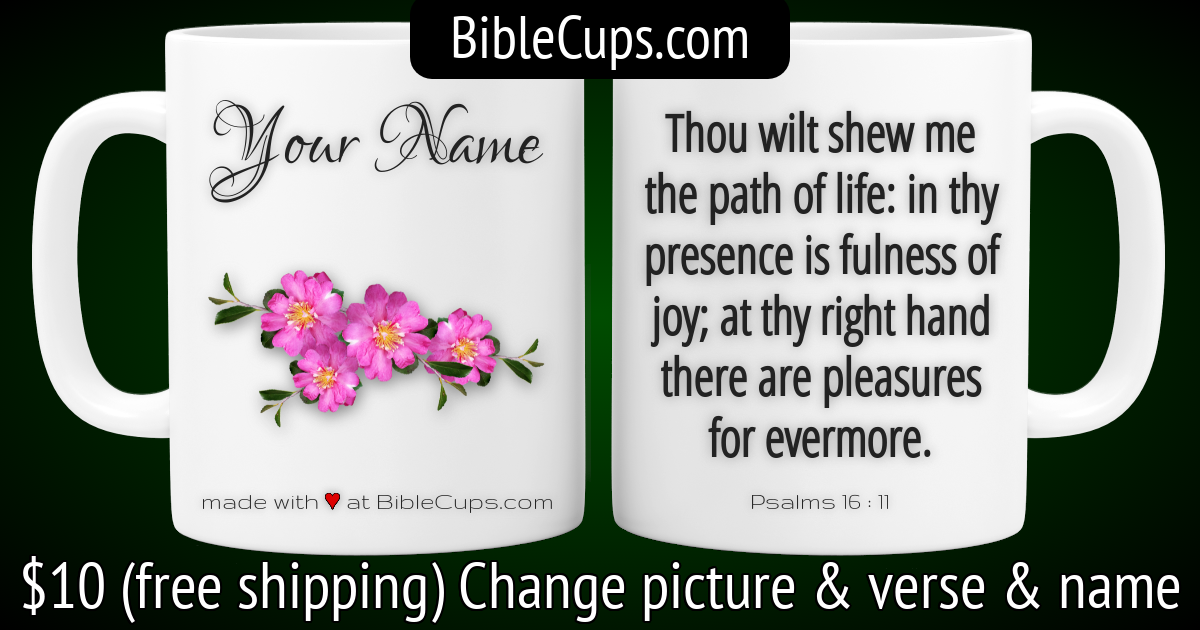 BibleCups.com
Your Name
made with ♥ at BibleCups.com
Thou wilt shew me
the path of life: in thy
presence is fulness of
joy; at thy right hand
there are pleasures
for evermore.
Psalms 16 : 11
$10 (free shipping) Change picture & verse & name